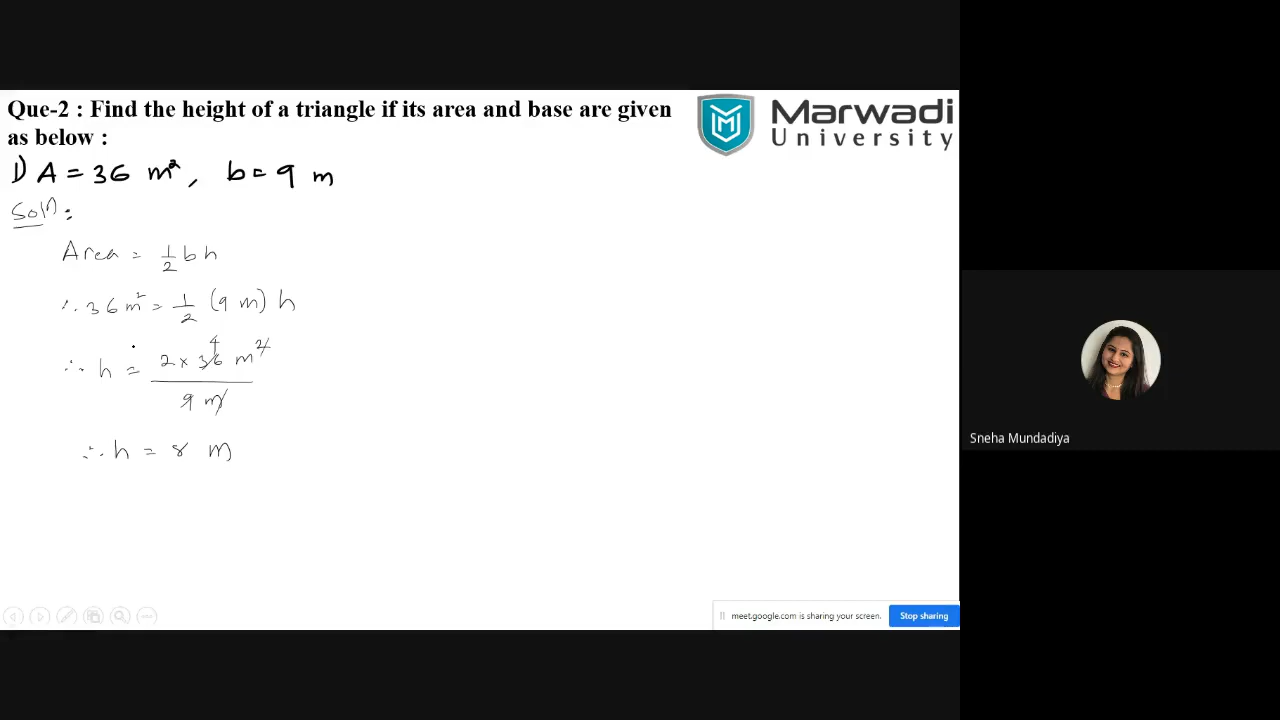 Que-2 : Find the height of a triangle if its area and base are given
as below :
Marwadi
University
1) A = 36 m², b = 9 m
Soln :
Area = 1/2 b h
∴ 36 m² = 1/2 (9 m) h
∴ h = 2 × 36 m² / 9 m
4
∴ h = 8 m
Sneha Mundadiya
meet.google.com is sharing your screen.
Stop sharing